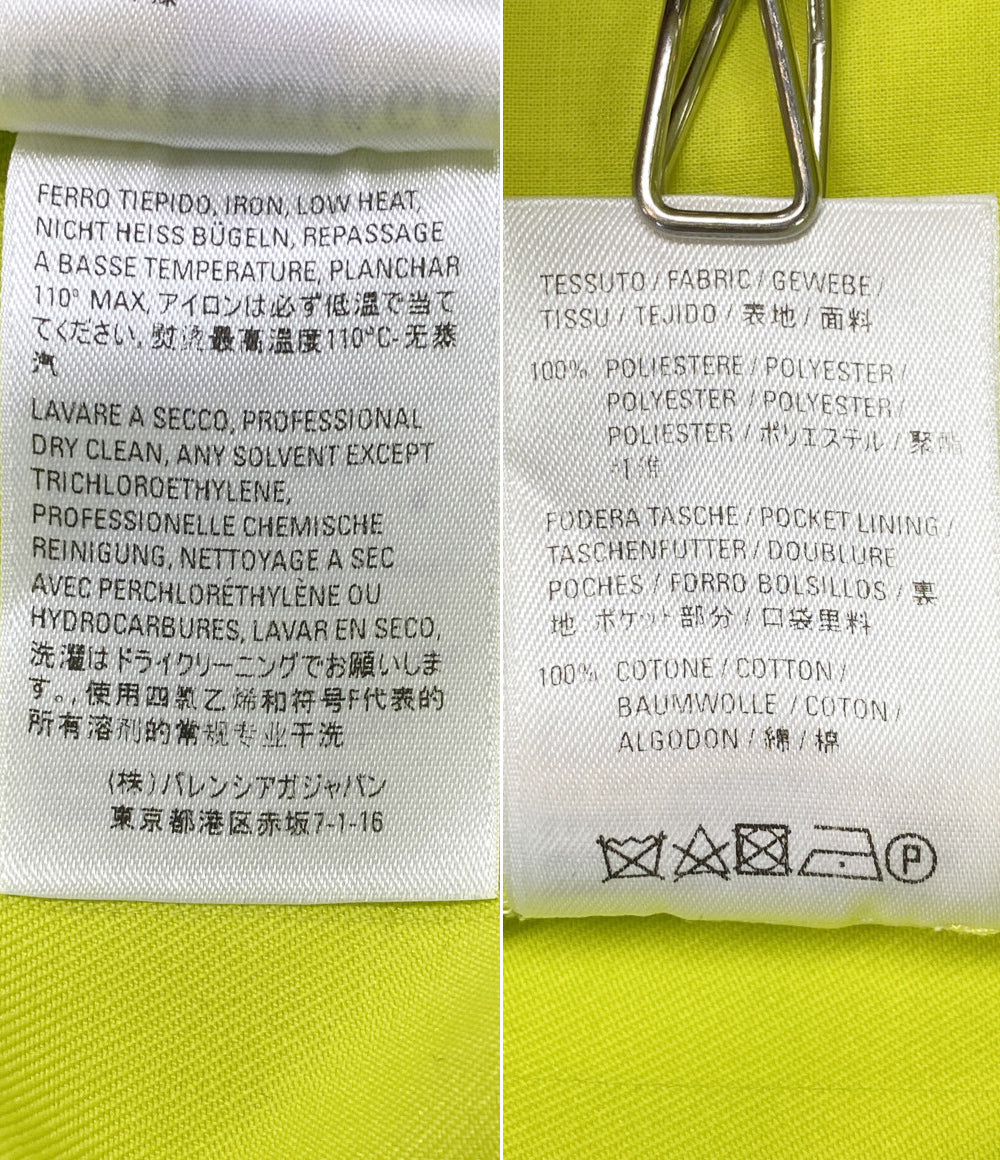 FERRO TIEPIDO, IRON, LOW HEAT,
NICHT HEISS BÜGELN, REPASSAGE
A BASSE TEMPERATURE, PLANCHAR
110° MAX, アイロンは必ず低温で当て
てください, 熨烫最高温度110°C-无蒸
汽
LAVARE A SECCO, PROFESSIONAL
DRY CLEAN, ANY SOLVENT EXCEPT
TRICHLOROETHYLENE,
PROFESSIONELLE CHEMISCHE
REINIGUNG, NETTOYAGE A SEC
AVEC PERCHLORÉTHYLÈNE OU
HYDROCARBURES, LAVAR EN SECO,
洗濯はドライクリーニングでお願いしま
す。, 使用四氯乙烯和符号F代表的
所有溶剂的常规专业干洗
(株)バレンシアガジャパン
東京都港区赤坂7-1-16
TESSUTO / FABRIC / GEWEBE /
TISSU / TEJIDO / 表地 / 面料
100% POLIESTERE / POLYESTER /
POLYESTER / POLYESTER /
POLIESTER / ポリエステル / 聚酯
纤维
FODERA TASCHE / POCKET LINING /
TASCHENFUTTER / DOUBLURE
POCHES / FORRO BOLSILLOS / 裏
地 ポケット部分 / 口袋里料
100% COTONE / COTTON /
BAUMWOLLE / COTON /
ALGODON / 綿 / 棉
P